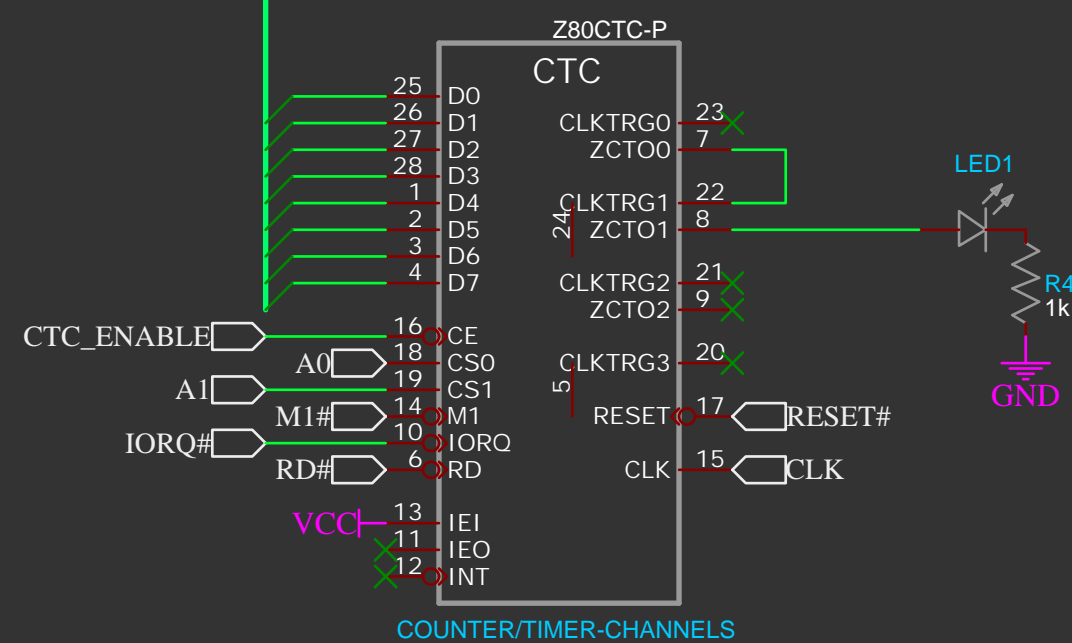 Z80CTC-P
CTC
25 D0
26 D1
27 D2
28 D3
1 D4
2 D5
3 D6
4 D7
CTC_ENABLE 16 CE
A0 18 CS0
A1 19 CS1
M1# 14 M1
IORQ# 10 IORQ
RD# 6 RD
VCC 13 IEI
11 IEO
12 INT
CLKTRG0 23
ZCTO0 7
CLKTRG1 22
24
ZCTO1 8
CLKTRG2 21
ZCTO2 9
CLKTRG3 20
5
RESET 17 RESET#
CLK 15 CLK
LED1
R4
1k
GND
COUNTER/TIMER-CHANNELS